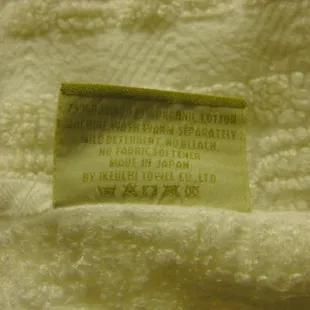 ORGANIC COTTON
MACHINE WASH WARM SEPARATELY
MILD DETERGENT, NO BLEACH,
NO FABRIC SOFTENER
MADE IN JAPAN
BY IKEUCHI TOWEL CO., LTD